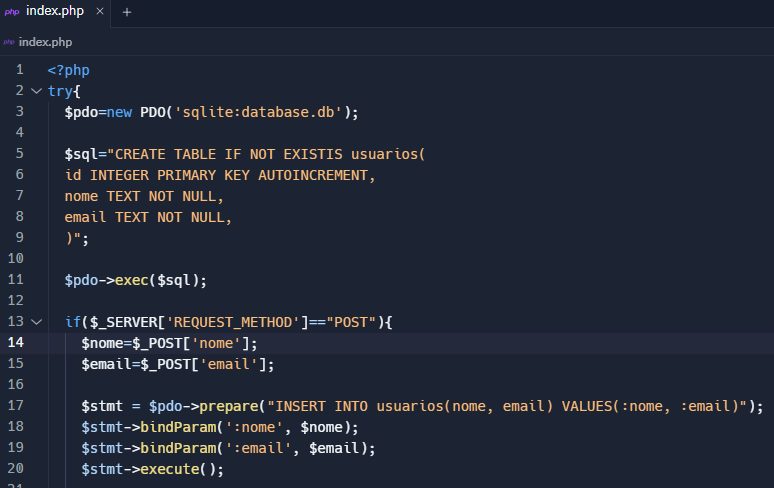 php index.php × +
php index.php
1 <?php
2 try{
3 $pdo=new PDO('sqlite:database.db');
4
5 $sql="CREATE TABLE IF NOT EXISTIS usuarios(
6 id INTEGER PRIMARY KEY AUTOINCREMENT,
7 nome TEXT NOT NULL,
8 email TEXT NOT NULL,
9 )";
10
11 $pdo->exec($sql);
12
13 if($_SERVER['REQUEST_METHOD']=="POST"){
14 $nome=$_POST['nome'];
15 $email=$_POST['email'];
16
17 $stmt = $pdo->prepare("INSERT INTO usuarios(nome, email) VALUES(:nome, :email)");
18 $stmt->bindParam(':nome', $nome);
19 $stmt->bindParam(':email', $email);
20 $stmt->execute();
21